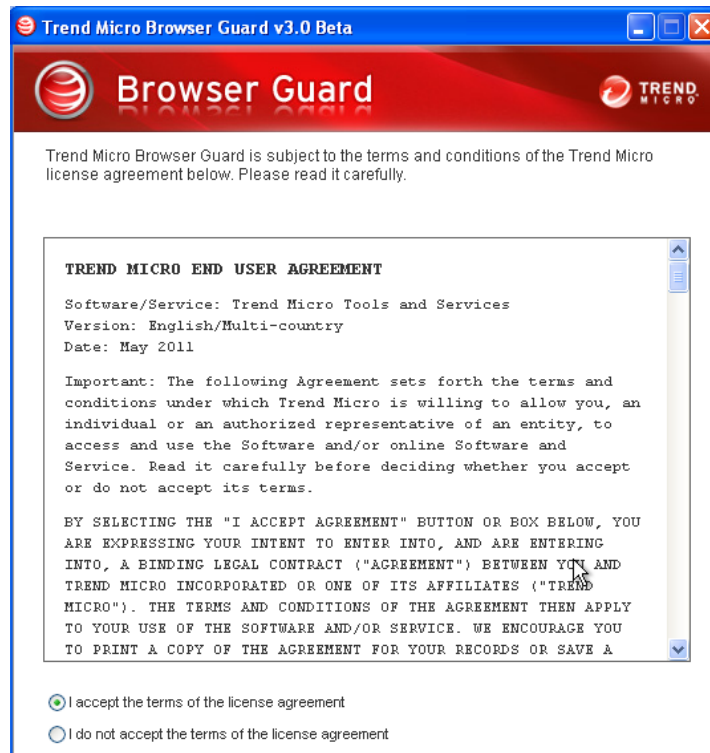 Trend Micro Browser Guard v3.0 Beta
Browser Guard
TREND
MICRO
Trend Micro Browser Guard is subject to the terms and conditions of the Trend Micro
license agreement below. Please read it carefully.
TREND MICRO END USER AGREEMENT
Software/Service: Trend Micro Tools and Services
Version: English/Multi-country
Date: May 2011
Important: The following Agreement sets forth the terms and
conditions under which Trend Micro is willing to allow you, an
individual or an authorized representative of an entity, to
access and use the Software and/or online Software and
Service. Read it carefully before deciding whether you accept
or do not accept its terms.
BY SELECTING THE "I ACCEPT AGREEMENT" BUTTON OR BOX BELOW, YOU
ARE EXPRESSING YOUR INTENT TO ENTER INTO, AND ARE ENTERING
INTO, A BINDING LEGAL CONTRACT ("AGREEMENT") BETWEEN YOU AND
TREND MICRO INCORPORATED OR ONE OF ITS AFFILIATES ("TREND
MICRO"). THE TERMS AND CONDITIONS OF THE AGREEMENT THEN APPLY
TO YOUR USE OF THE SOFTWARE AND/OR SERVICE. WE ENCOURAGE YOU
TO PRINT A COPY OF THE AGREEMENT FOR YOUR RECORDS OR SAVE A
I accept the terms of the license agreement
I do not accept the terms of the license agreement